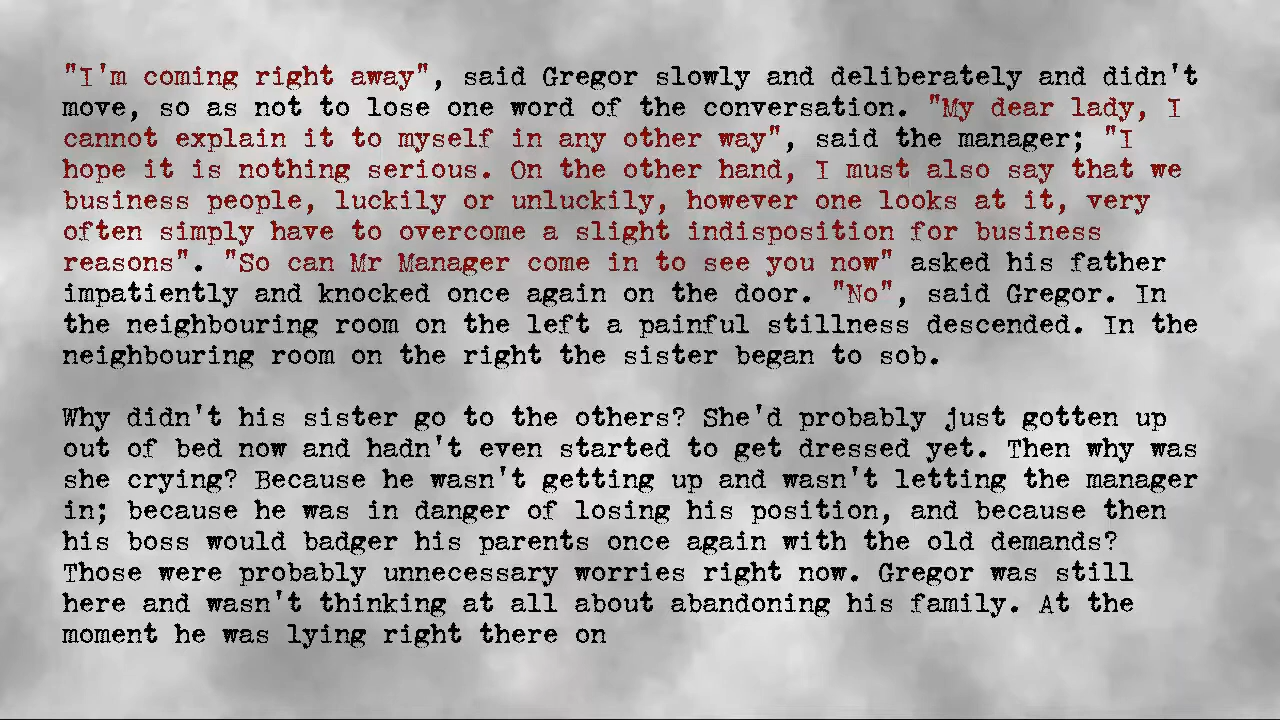 "I'm coming right away", said Gregor slowly and deliberately and didn't
move, so as not to lose one word of the conversation. "My dear lady, I
cannot explain it to myself in any other way", said the manager; "I
hope it is nothing serious. On the other hand, I must also say that we
business people, luckily or unluckily, however one looks at it, very
often simply have to overcome a slight indisposition for business
reasons". "So can Mr Manager come in to see you now" asked his father
impatiently and knocked once again on the door. "No", said Gregor. In
the neighbouring room on the left a painful stillness descended. In the
neighbouring room on the right the sister began to sob.

Why didn't his sister go to the others? She'd probably just gotten up
out of bed now and hadn't even started to get dressed yet. Then why was
she crying? Because he wasn't getting up and wasn't letting the manager
in; because he was in danger of losing his position, and because then
his boss would badger his parents once again with the old demands?
Those were probably unnecessary worries right now. Gregor was still
here and wasn't thinking at all about abandoning his family. At the
moment he was lying right there on